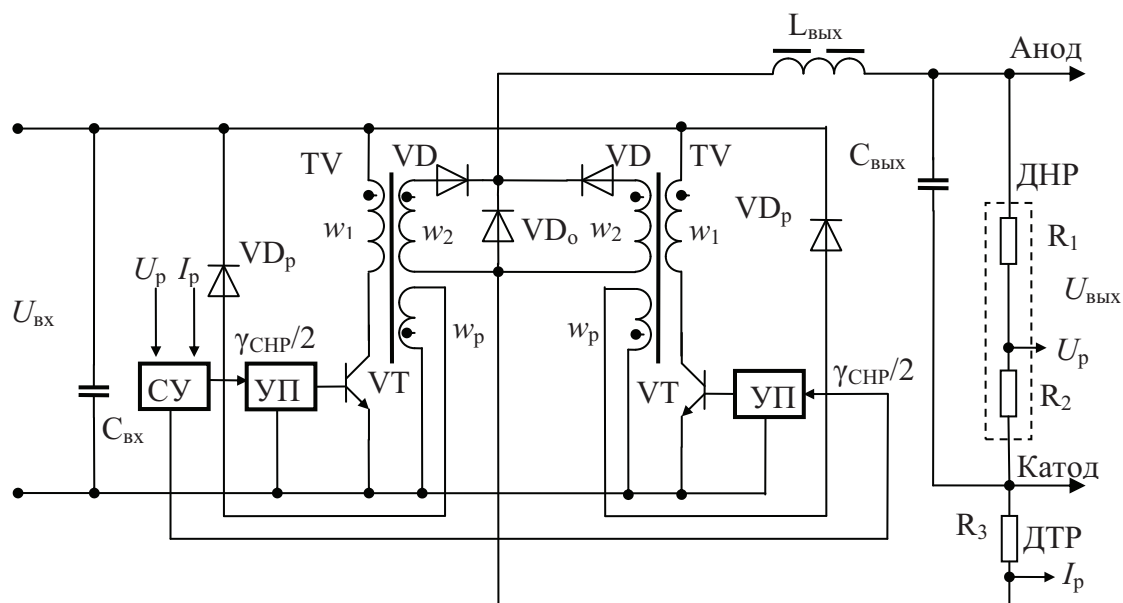 Lвых
Анод
TV
VD
VD
TV
Cвых
ДНР
w1
w2
VDо
w2
w1
VDр
R1
Uр
Iр
VDр
Uвых
Uвх
γСНР/2
wр
wр
Uр
СУ
УП
VT
VT
УП
γСНР/2
R2
Cвх
Катод
R3
ДТР
Iр